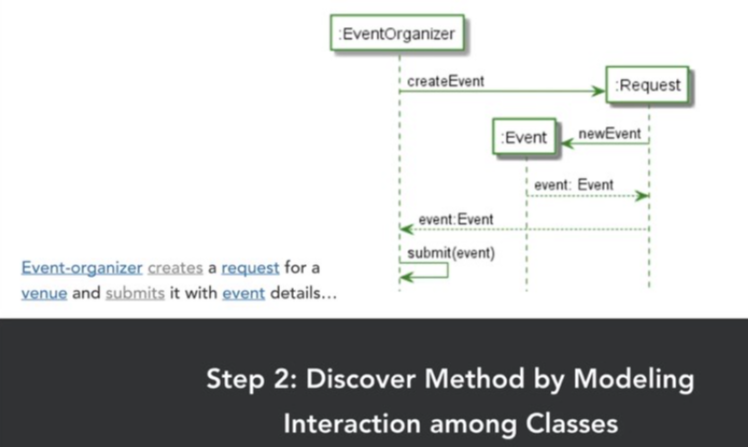 :EventOrganizer
createEvent
:Request
:Event
newEvent
event: Event
event:Event
submit(event)
Event-organizer creates a request for a
venue and submits it with event details...
Step 2: Discover Method by Modeling
Interaction among Classes